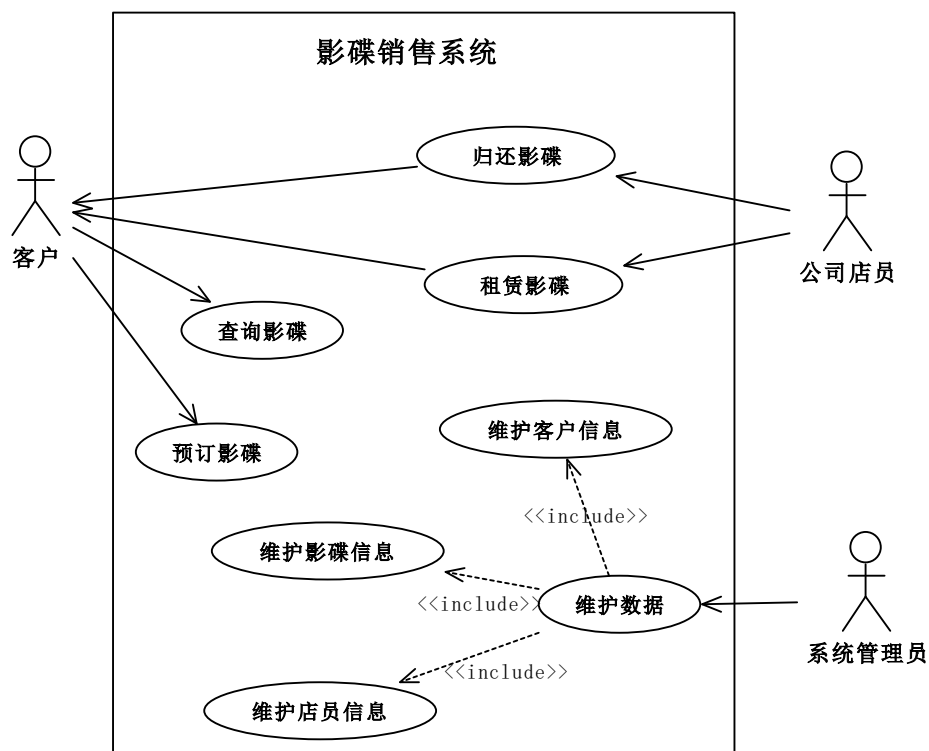 影碟销售系统
归还影碟
客户
公司店员
租赁影碟
查询影碟
维护客户信息
预订影碟
<<include>>
维护影碟信息
<<include>>
维护数据
系统管理员
<<include>>
维护店员信息